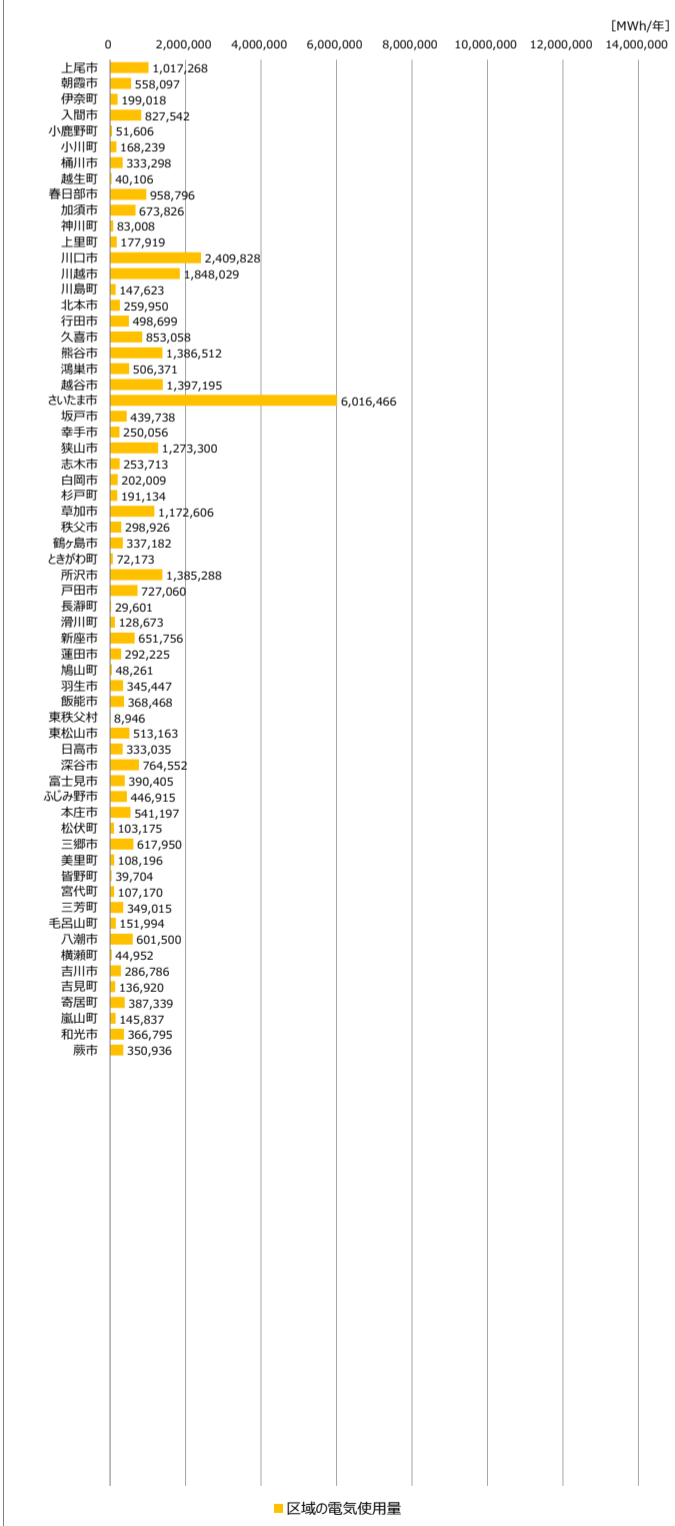 [MWh/年]
0 2,000,000 4,000,000 6,000,000 8,000,000 10,000,000 12,000,000 14,000,000
上尾市 1,017,268
朝霞市 558,097
伊奈町 199,018
入間市 827,542
小鹿野町 51,606
小川町 168,239
桶川市 333,298
越生町 40,106
春日部市 958,796
加須市 673,826
神川町 83,008
上里町 177,919
川口市 2,409,828
川越市 1,848,029
川島町 147,623
北本市 259,950
行田市 498,699
久喜市 853,058
熊谷市 1,386,512
鴻巣市 506,371
越谷市 1,397,195
さいたま市 6,016,466
坂戸市 439,738
幸手市 250,056
狭山市 1,273,300
志木市 253,713
白岡市 202,009
杉戸町 191,134
草加市 1,172,606
秩父市 298,926
鶴ヶ島市 337,182
ときがわ町 72,173
所沢市 1,385,288
戸田市 727,060
長瀞町 29,601
滑川町 128,673
新座市 651,756
蓮田市 292,225
鳩山町 48,261
羽生市 345,447
飯能市 368,468
東秩父村 8,946
東松山市 513,163
日高市 333,035
深谷市 764,552
富士見市 390,405
ふじみ野市 446,915
本庄市 541,197
松伏町 103,175
三郷市 617,950
美里町 108,196
皆野町 39,704
宮代町 107,170
三芳町 349,015
毛呂山町 151,994
八潮市 601,500
横瀬町 44,952
吉川市 286,786
吉見町 136,920
寄居町 387,339
嵐山町 145,837
和光市 366,795
蕨市 350,936
区域の電気使用量